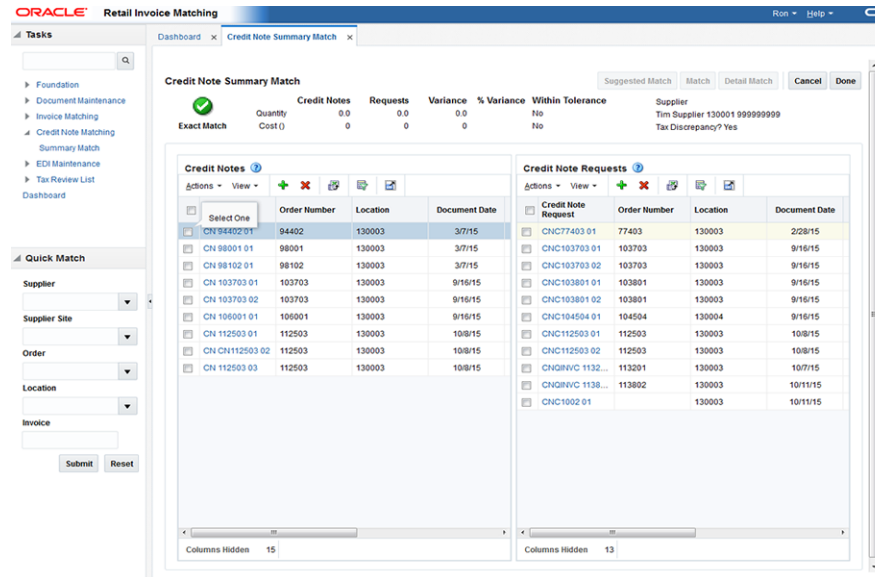 ORACLE Retail Invoice Matching
Ron Help
Tasks
Foundation
Document Maintenance
Invoice Matching
Credit Note Matching
Summary Match
EDI Maintenance
Tax Review List
Dashboard
Quick Match
Supplier
Supplier Site
Order
Location
Invoice
Submit Reset
Dashboard x Credit Note Summary Match x
Credit Note Summary Match
Suggested Match Match Detail Match Cancel Done
Credit Notes Requests Variance % Variance Within Tolerance
Quantity 0.0 0.0 0.0 No
Cost () 0 0 0 No
Exact Match
Supplier
Tim Supplier 130001 999999999
Tax Discrepancy? Yes
Credit Notes ?
Actions View
Order Number Location Document Date
Select One
CN 94402 01 94402 130003 3/7/15
CN 98001 01 98001 130003 3/7/15
CN 98102 01 98102 130003 3/7/15
CN 103703 01 103703 130003 9/16/15
CN 103703 02 103703 130003 9/16/15
CN 106001 01 106001 130003 9/16/15
CN 112503 01 112503 130003 10/8/15
CN CN112503 02 112503 130003 10/8/15
CN 112503 03 112503 130003 10/8/15
Columns Hidden 15
Credit Note Requests ?
Actions View
Credit Note Request Order Number Location Document Date
CNC77403 01 77403 130003 2/28/15
CNC103703 01 103703 130003 9/16/15
CNC103703 02 103703 130003 9/16/15
CNC103801 01 103801 130003 9/16/15
CNC103801 02 103801 130003 9/16/15
CNC104504 01 104504 130004 9/16/15
CNC112503 01 112503 130003 10/8/15
CNC112503 02 112503 130003 10/8/15
CNQINVC 1132... 113201 130003 10/7/15
CNQINVC 1138... 113802 130003 10/11/15
CNC1002 01 130003 10/11/15
Columns Hidden 13